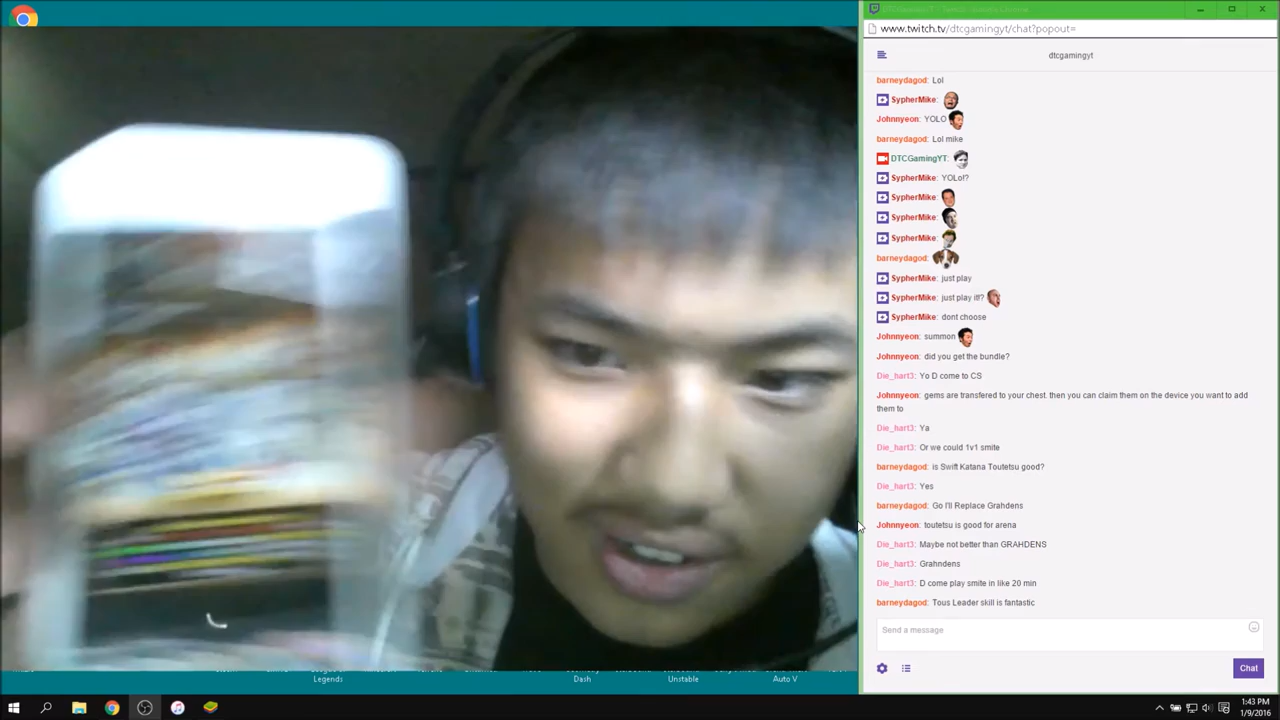 www.twitch.tv/dtcgamingyt/chat?popout=
dtcgamingyt
barneydagod: Lol
SypherMike:
Johnnyeon: YOLO
barneydagod: Lol mike
DTCGamingYT:
SypherMike: YOLo!?
SypherMike:
SypherMike:
SypherMike:
barneydagod:
SypherMike: just play
SypherMike: just play it!?
SypherMike: dont choose
Johnnyeon: summon
Johnnyeon: did you get the bundle?
Die_hart3: Yo D come to CS
Johnnyeon: gems are transfered to your chest. then you can claim them on the device you want to add
them to
Die_hart3: Ya
Die_hart3: Or we could 1v1 smite
barneydagod: is Swift Katana Toutetsu good?
Die_hart3: Yes
barneydagod: Go I'll Replace Grahdens
Johnnyeon: toutetsu is good for arena
Die_hart3: Maybe not better than GRAHDENS
Die_hart3: Grahndens
Die_hart3: D come play smite in like 20 min
barneydagod: Tous Leader skill is fantastic
Send a message
Chat
Legends
Dash
Unstable
Auto V
1:43 PM
1/9/2016